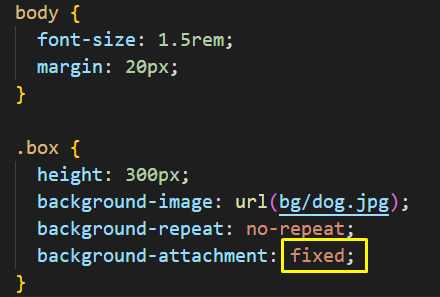 body {
font-size: 1.5rem;
margin: 20px;
}
.box {
height: 300px;
background-image: url(bg/dog.jpg);
background-repeat: no-repeat;
background-attachment: fixed;
}